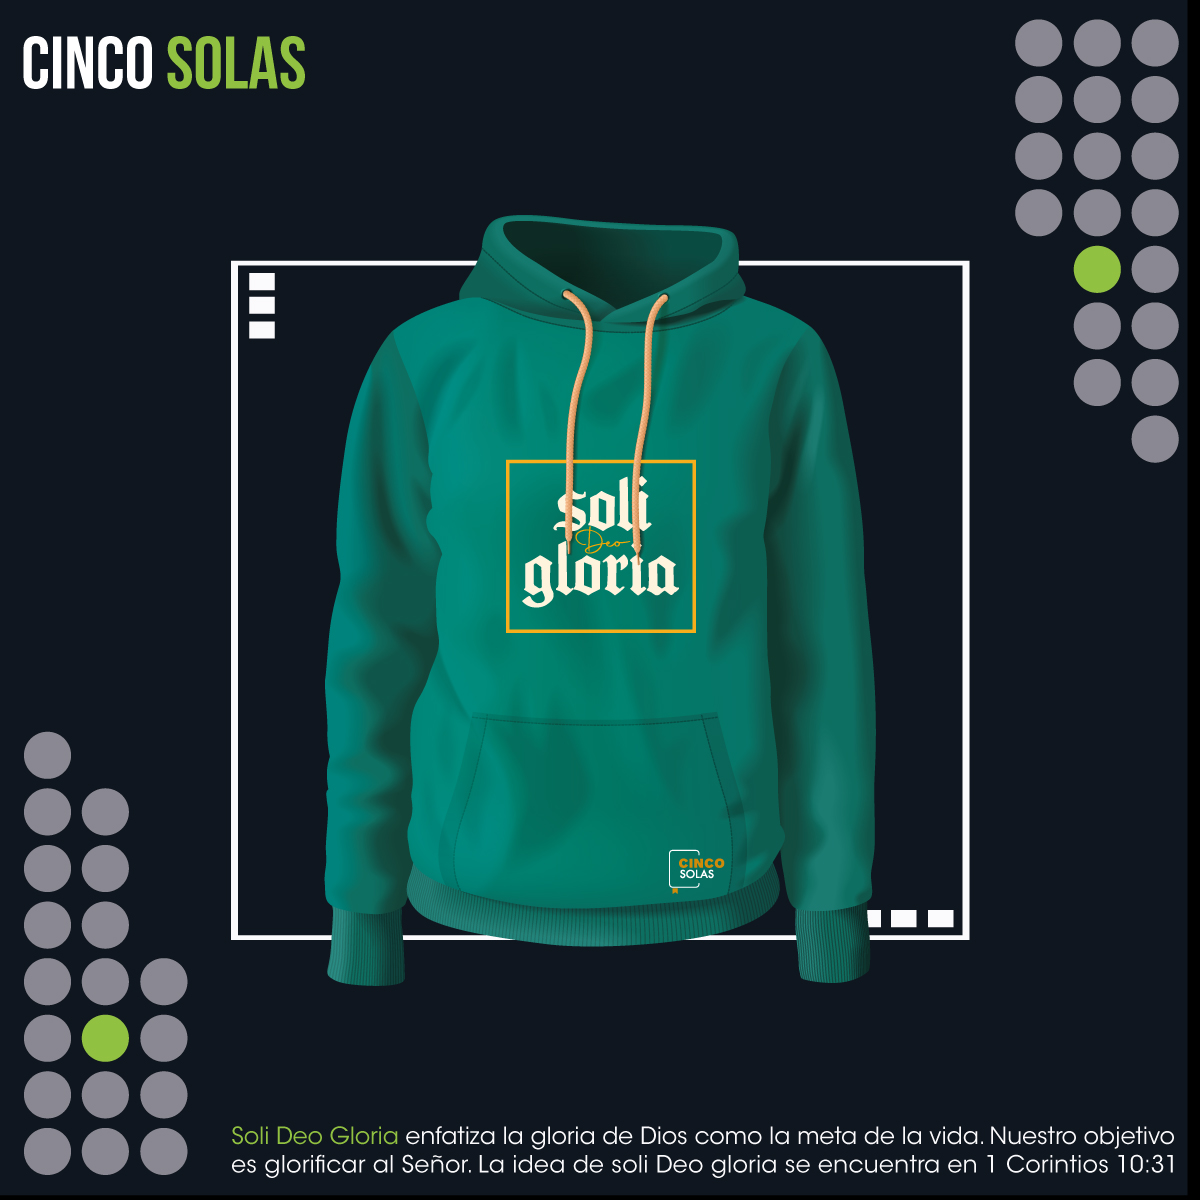 CINCO SOLAS
soli
Deo
gloria
CINCO
SOLAS
Soli Deo Gloria enfatiza la gloria de Dios como la meta de la vida. Nuestro objetivo
es glorificar al Señor. La idea de soli Deo gloria se encuentra en 1 Corintios 10:31